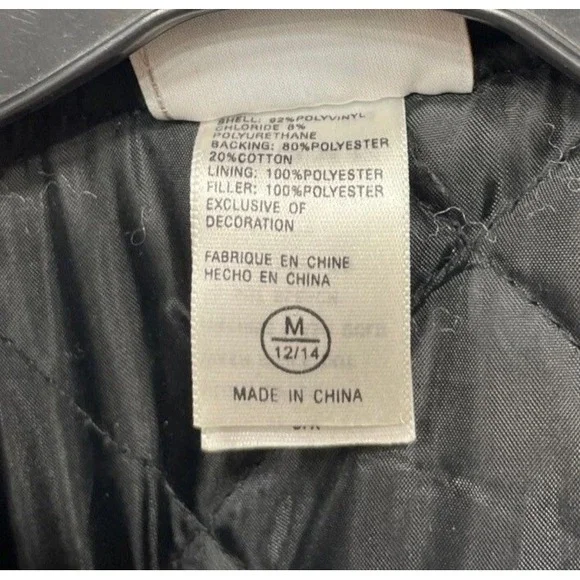 SHELL: 92%POLYVINYL
CHLORIDE 8%
POLYURETHANE
BACKING: 80%POLYESTER
20%COTTON
LINING: 100%POLYESTER
FILLER: 100%POLYESTER
EXCLUSIVE OF
DECORATION
FABRIQUE EN CHINE
HECHO EN CHINA
M
12/14
MADE IN CHINA